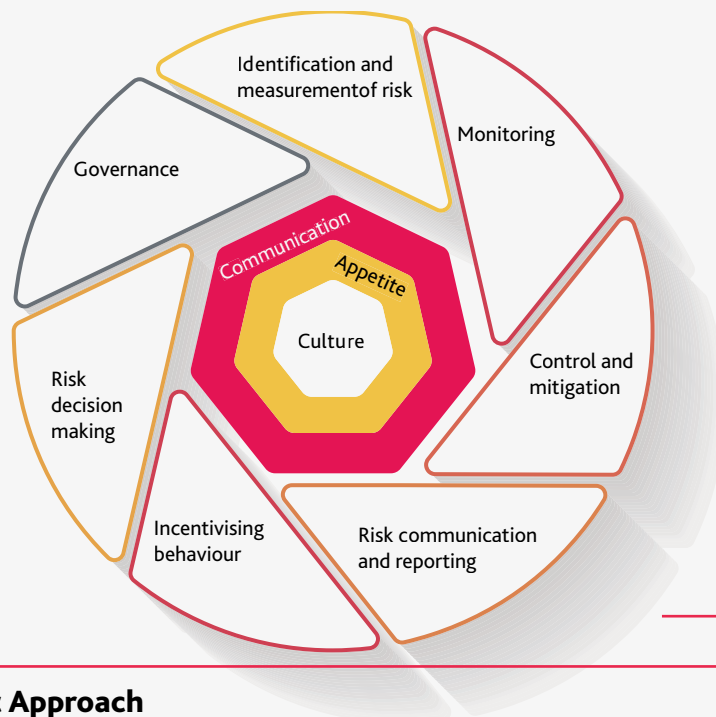 Identification and
measurementof risk
Monitoring
Governance
Communication
Appetite
Culture
Control and
mitigation
Risk
decision
making
Incentivising
behaviour
Risk communication
and reporting
Approach